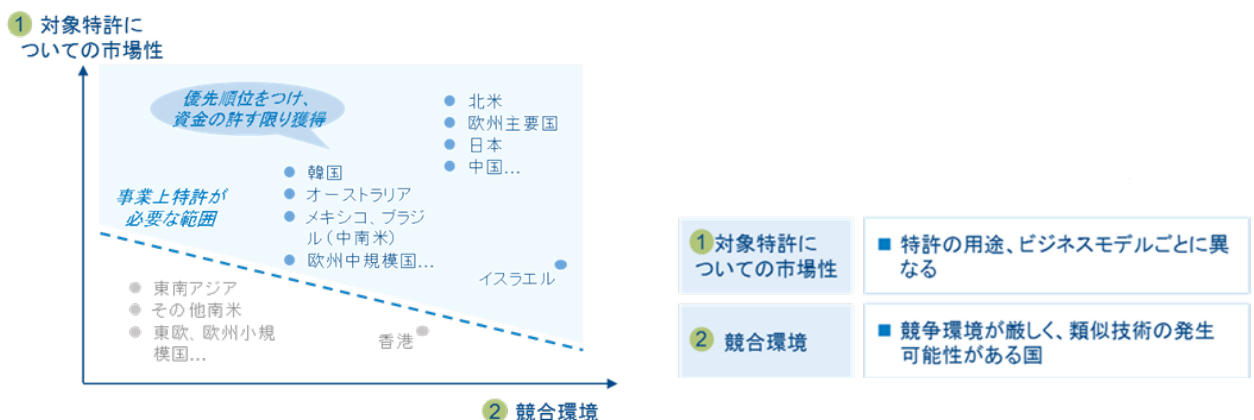 1 対象特許に
ついての市場性
優先順位をつけ、
資金の許す限り獲得
北米
欧州主要国
日本
中国…
韓国
オーストラリア
メキシコ、ブラジ
ル(中南米)
欧州中規模国…
事業上特許が
必要な範囲
イスラエル
東南アジア
その他南米
東欧、欧州小規
模国…
香港
2 競合環境
1 対象特許に
ついての市場性
特許の用途、ビジネスモデルごとに異
なる
2 競合環境
競争環境が厳しく、類似技術の発生
可能性がある国